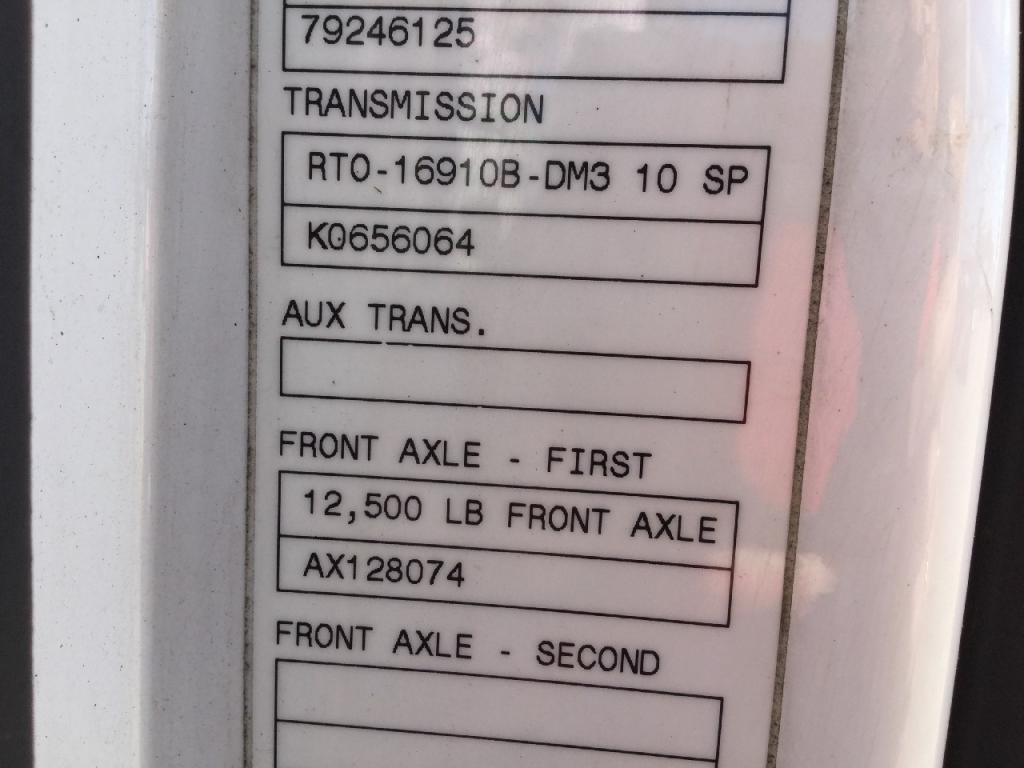 79246125
TRANSMISSION
RTO-16910B-DM3 10 SP
K0656064
AUX TRANS.
FRONT AXLE - FIRST
12,500 LB FRONT AXLE
AX128074
FRONT AXLE - SECOND